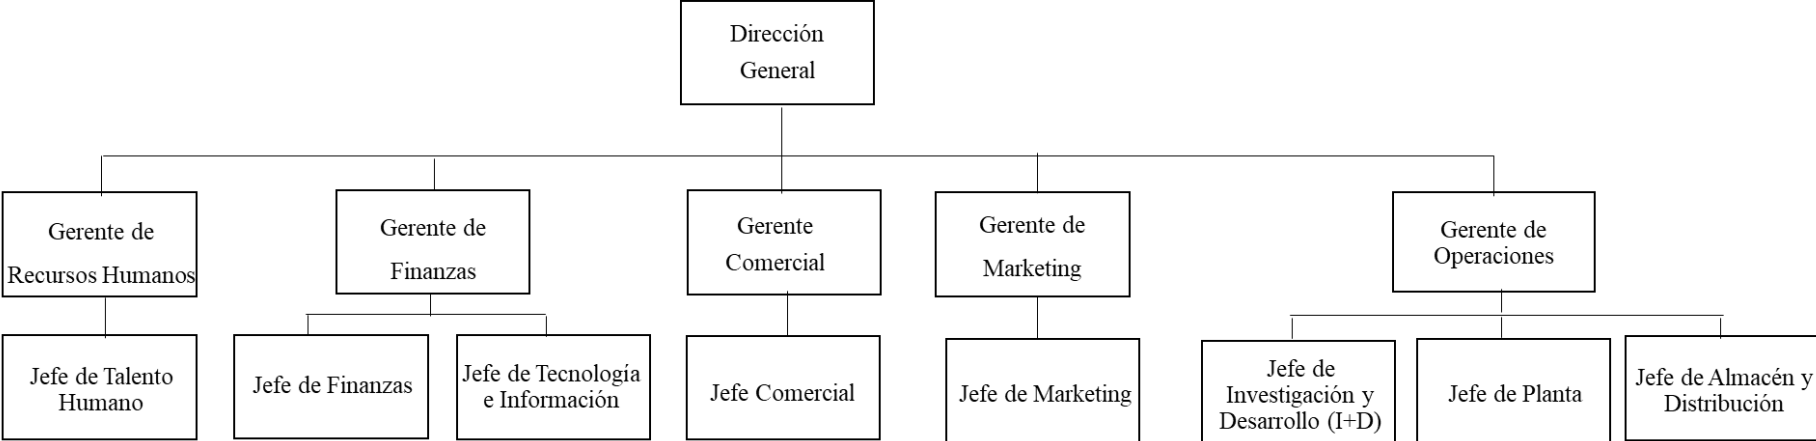 Dirección
General
Gerente de
Recursos Humanos
Gerente de
Finanzas
Gerente
Comercial
Gerente de
Marketing
Gerente de
Operaciones
Jefe de Talento
Humano
Jefe de Finanzas
Jefe de Tecnología
e Información
Jefe Comercial
Jefe de Marketing
Jefe de
Investigación y
Desarrollo (I+D)
Jefe de Planta
Jefe de Almacén y
Distribución